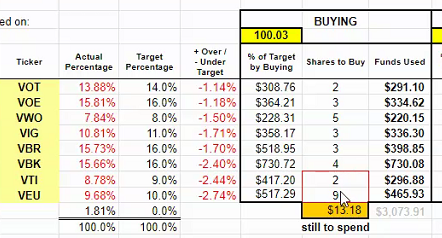 ed on:
BUYING
100.03
Ticker Actual Percentage Target Percentage + Over / - Under Target % of Target by Buying Shares to Buy Funds Used
VOT 13.88% 14.0% -1.14% $308.76 2 $291.10
VOE 15.81% 16.0% -1.18% $364.21 3 $334.62
VWO 7.84% 8.0% -1.50% $228.31 5 $220.15
VIG 10.81% 11.0% -1.71% $358.17 3 $336.30
VBR 15.73% 16.0% -1.70% $518.95 3 $398.85
VBK 15.66% 16.0% -2.40% $730.72 4 $730.08
VTI 8.78% 9.0% -2.44% $417.20 2 $296.88
VEU 9.68% 10.0% -2.74% $517.29 9 $465.93
1.81% 0.0% $13.18 $3,073.91
100.0% 100.0% still to spend